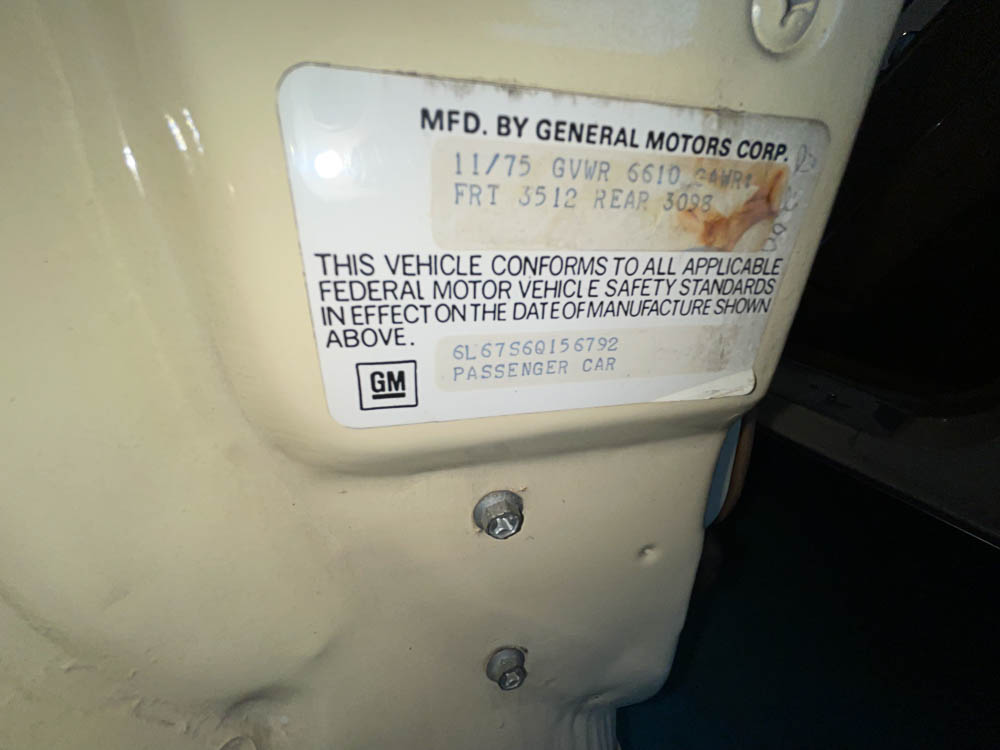 MFD. BY GENERAL MOTORS CORP.
11/75 GVWR 6610 GAWR:
FRT 3512 REAR 3098
THIS VEHICLE CONFORMS TO ALL APPLICABLE
FEDERAL MOTOR VEHICLE SAFETY STANDARDS
IN EFFECT ON THE DATE OF MANUFACTURE SHOWN
ABOVE.
6L67S6Q156792
PASSENGER CAR
GM